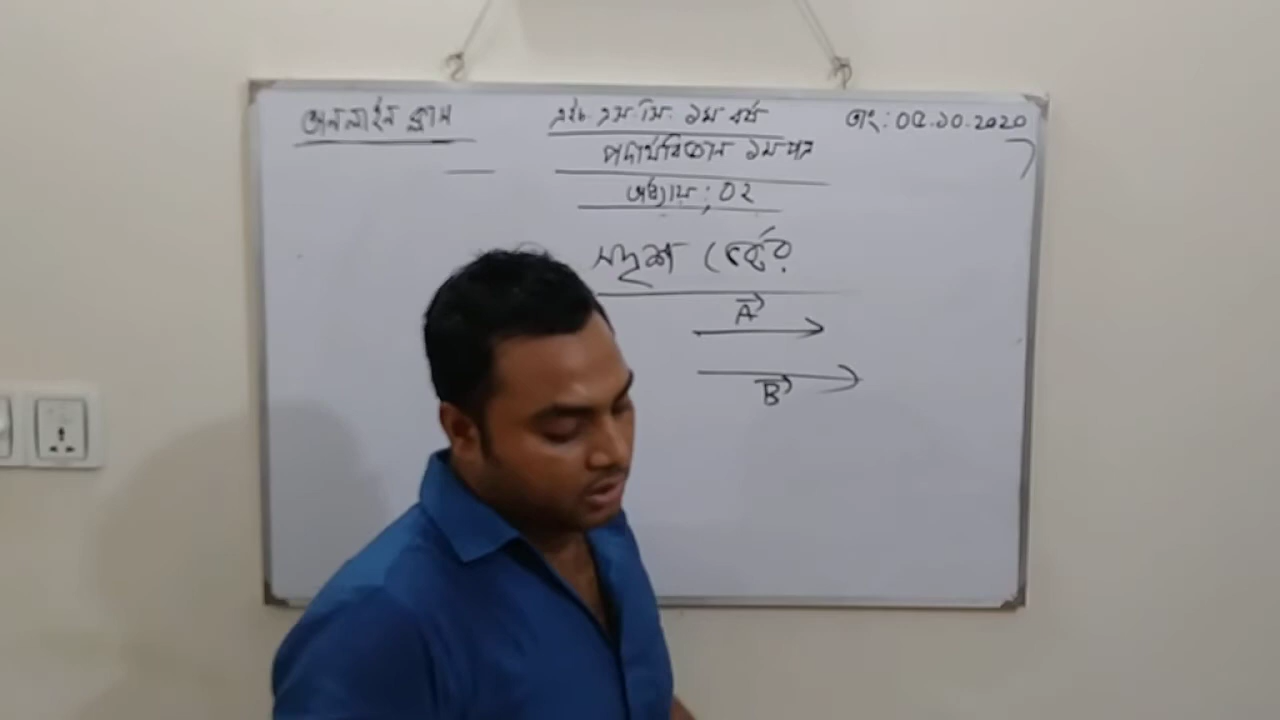 অনলাইন ক্লাস
এইচ.এস.সি. ১ম বর্ষ
তাং: ০৫.১০.২০২০
পদার্থবিজ্ঞান ১ম পত্র
অধ্যায়: ০২
সদৃশ ভেক্টর
A
B